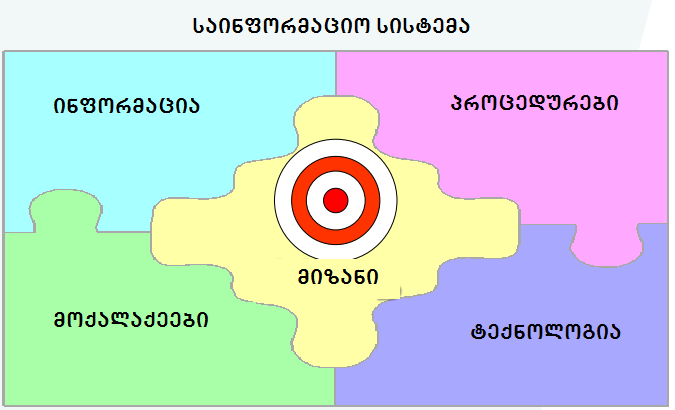 საინფორმაციო სისტემა
ინფორმაცია
პროცედურები
მიზანი
მოქალაქეები
ტექნოლოგია